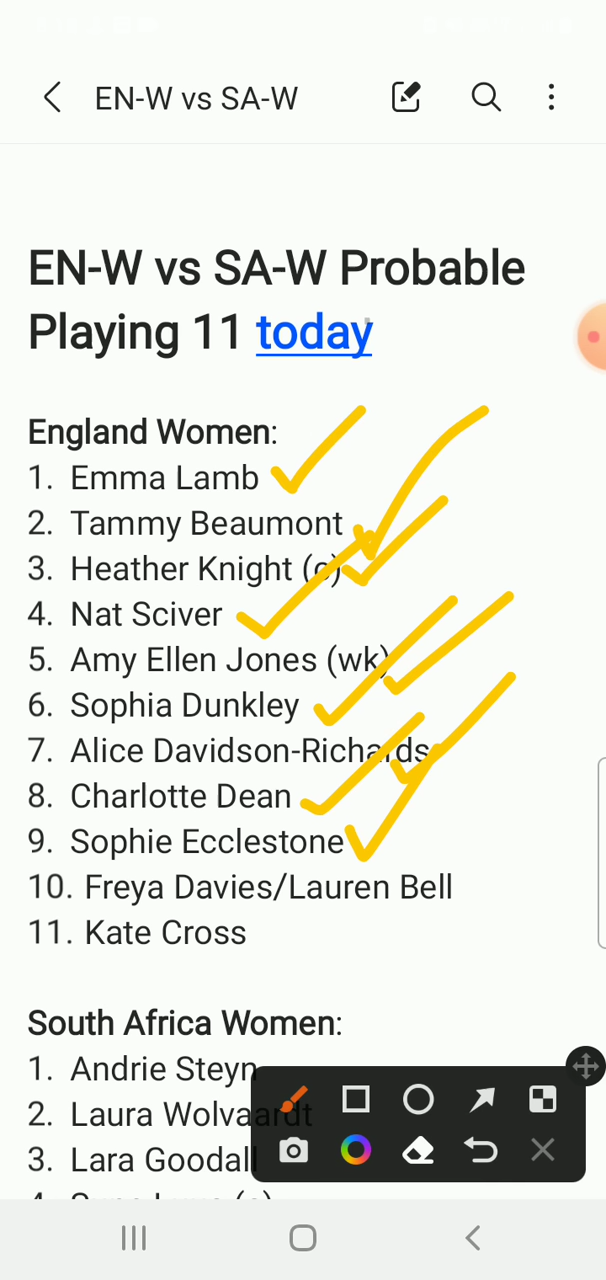 EN-W vs SA-W
EN-W vs SA-W Probable
Playing 11 today
England Women:
1. Emma Lamb
2. Tammy Beaumont
3. Heather Knight (c)
4. Nat Sciver
5. Amy Ellen Jones (wk)
6. Sophia Dunkley
7. Alice Davidson-Richards
8. Charlotte Dean
9. Sophie Ecclestone
10. Freya Davies/Lauren Bell
11. Kate Cross
South Africa Women:
1. Andrie Steyn
2. Laura Wolvaardt
3. Lara Goodall